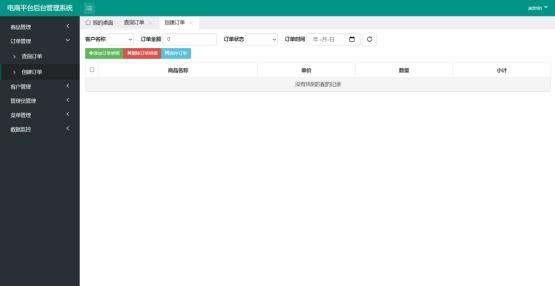 电商平台后台管理系统
admin
我的桌面 查询订单 × 创建订单 ×
商品管理
订单管理
查询订单
创建订单
客户管理
管理员管理
菜单管理
数据监控
客户名称 订单金额 0 订单状态 订单时间 年-月-日
添加订单明细 删除订单明细 保存订单
商品名称 单价 数量 小计
没有找到匹配的记录